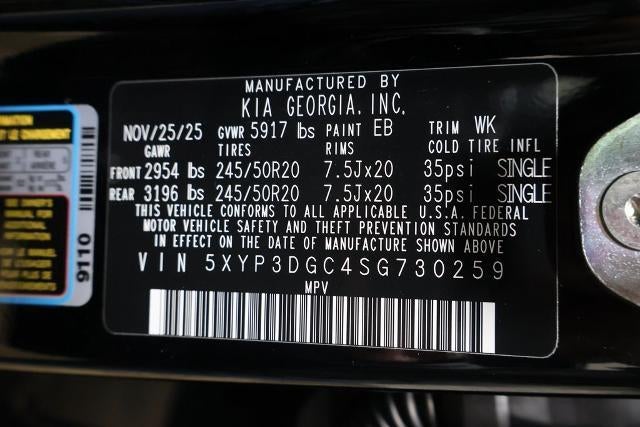 MANUFACTURED BY
KIA GEORGIA, INC.
NOV/25/25 GVWR 5917 lbs PAINT EB TRIM WK
GAWR TIRES RIMS COLD TIRE INFL
FRONT 2954 lbs 245/50R20 7.5Jx20 35psi SINGLE
REAR 3196 lbs 245/50R20 7.5Jx20 35psi SINGLE
THIS VEHICLE CONFORMS TO ALL APPLICABLE U.S.A. FEDERAL
MOTOR VEHICLE SAFETY AND THEFT PREVENTION STANDARDS
IN EFFECT ON THE DATE OF MANUFACTURE SHOWN ABOVE
VIN 5XYP3DGC4SG730259
MPV
9110